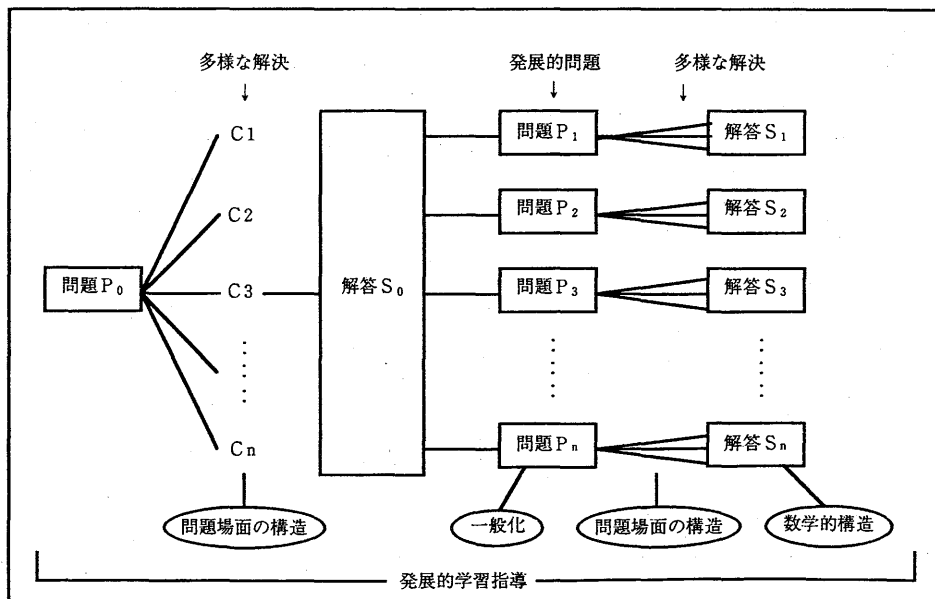 多様な解決
↓
発展的問題
↓
多様な解決
↓
C1
問題P₁
解答S₁
C2
問題P₂
解答S₂
問題P₀
C3
解答S₀
問題P₃
解答S₃
Cn
問題Pₙ
解答Sₙ
問題場面の構造
一般化
問題場面の構造
数学的構造
発展的学習指導